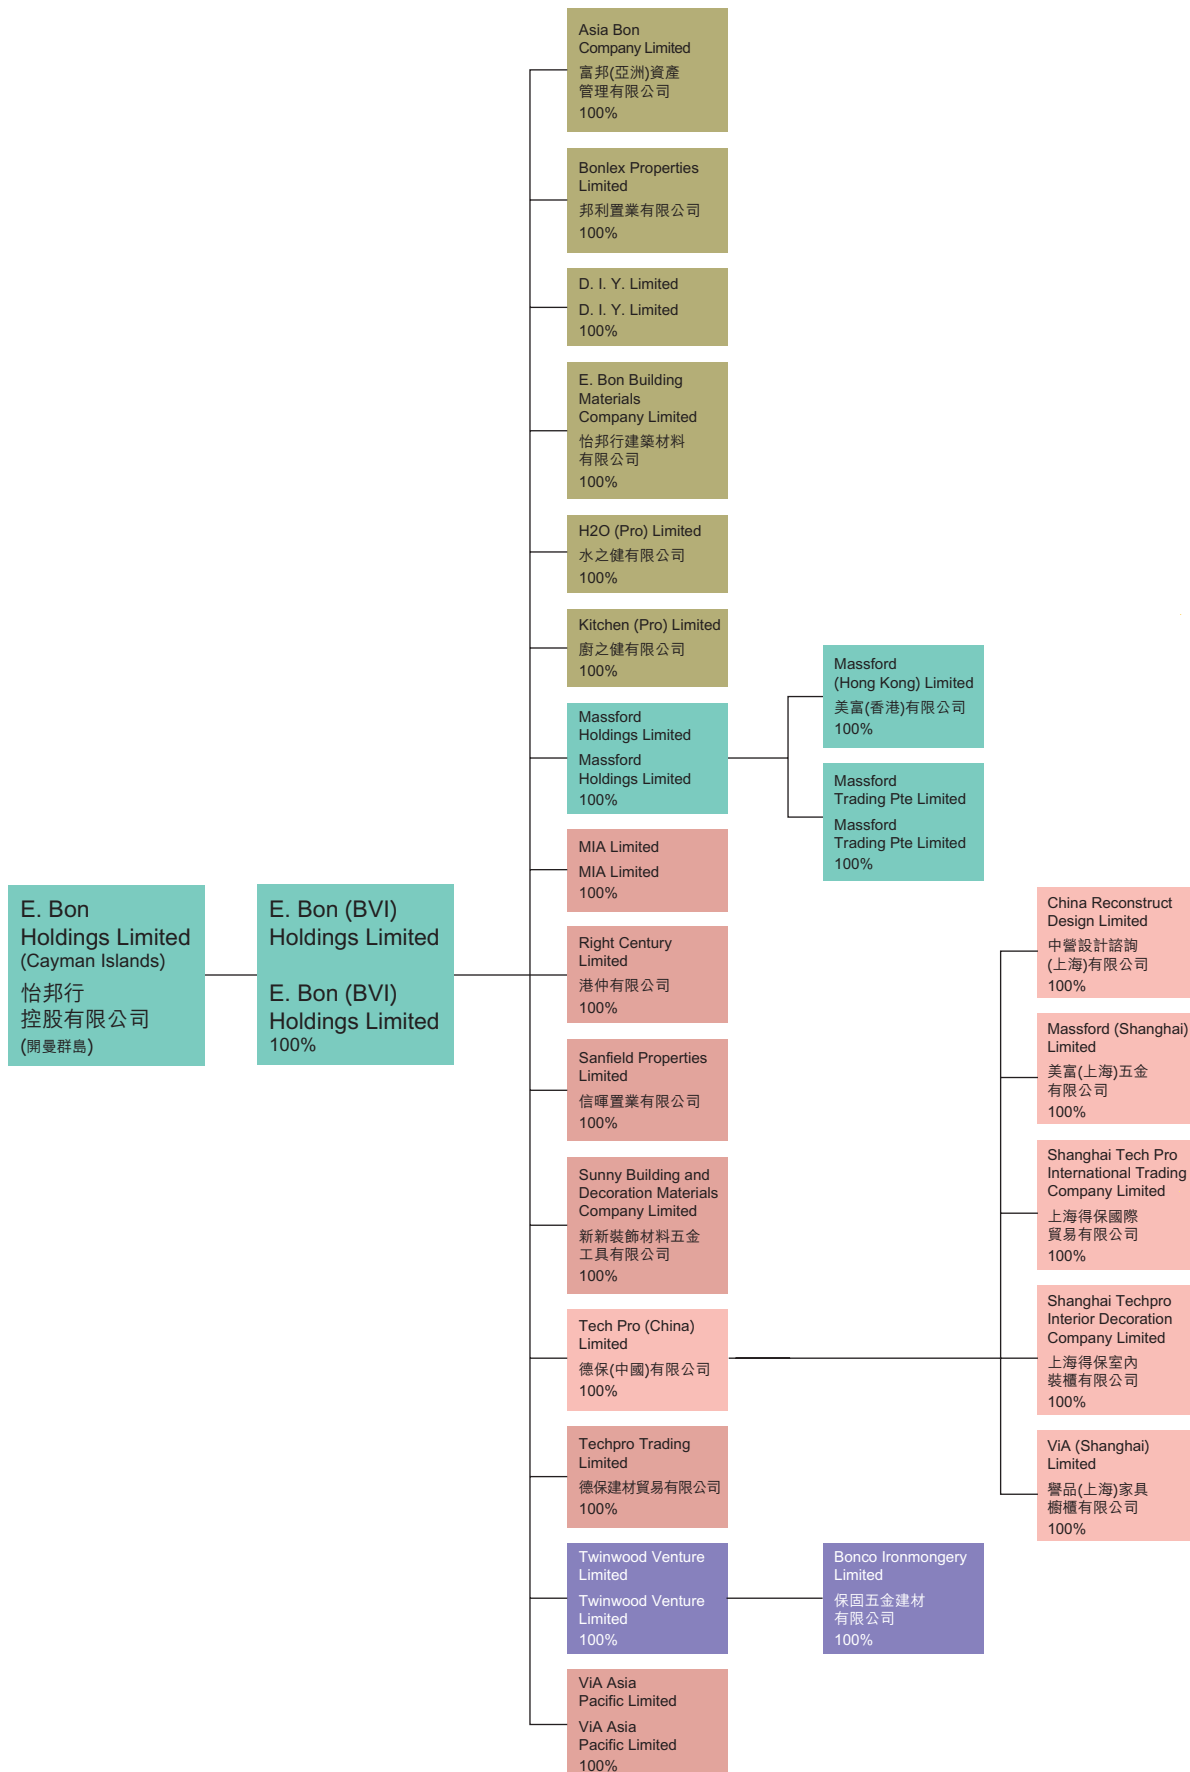 E. Bon
Holdings Limited
(Cayman Islands)
怡邦行
控股有限公司
(開曼群島)
E. Bon (BVI)
Holdings Limited
E. Bon (BVI)
Holdings Limited
100%
Asia Bon
Company Limited
富邦(亞洲)資產
管理有限公司
100%
Bonlex Properties
Limited
邦利置業有限公司
100%
D. I. Y. Limited
D. I. Y. Limited
100%
E. Bon Building
Materials
Company Limited
怡邦行建築材料
有限公司
100%
H2O (Pro) Limited
水之健有限公司
100%
Kitchen (Pro) Limited
廚之健有限公司
100%
Massford
Holdings Limited
Massford
Holdings Limited
100%
Massford
(Hong Kong) Limited
美富(香港)有限公司
100%
Massford
Trading Pte Limited
Massford
Trading Pte Limited
100%
MIA Limited
MIA Limited
100%
Right Century
Limited
港仲有限公司
100%
Sanfield Properties
Limited
信暉置業有限公司
100%
Sunny Building and
Decoration Materials
Company Limited
新新裝飾材料五金
工具有限公司
100%
Tech Pro (China)
Limited
德保(中國)有限公司
100%
China Reconstruct
Design Limited
中營設計諮詢
(上海)有限公司
100%
Massford (Shanghai)
Limited
美富(上海)五金
有限公司
100%
Shanghai Tech Pro
International Trading
Company Limited
上海得保國際
貿易有限公司
100%
Shanghai Techpro
Interior Decoration
Company Limited
上海得保室內
裝櫃有限公司
100%
ViA (Shanghai)
Limited
譽品(上海)家具
櫥櫃有限公司
100%
Techpro Trading
Limited
德保建材貿易有限公司
100%
Twinwood Venture
Limited
Twinwood Venture
Limited
100%
Bonco Ironmongery
Limited
保固五金建材
有限公司
100%
ViA Asia
Pacific Limited
ViA Asia
Pacific Limited
100%